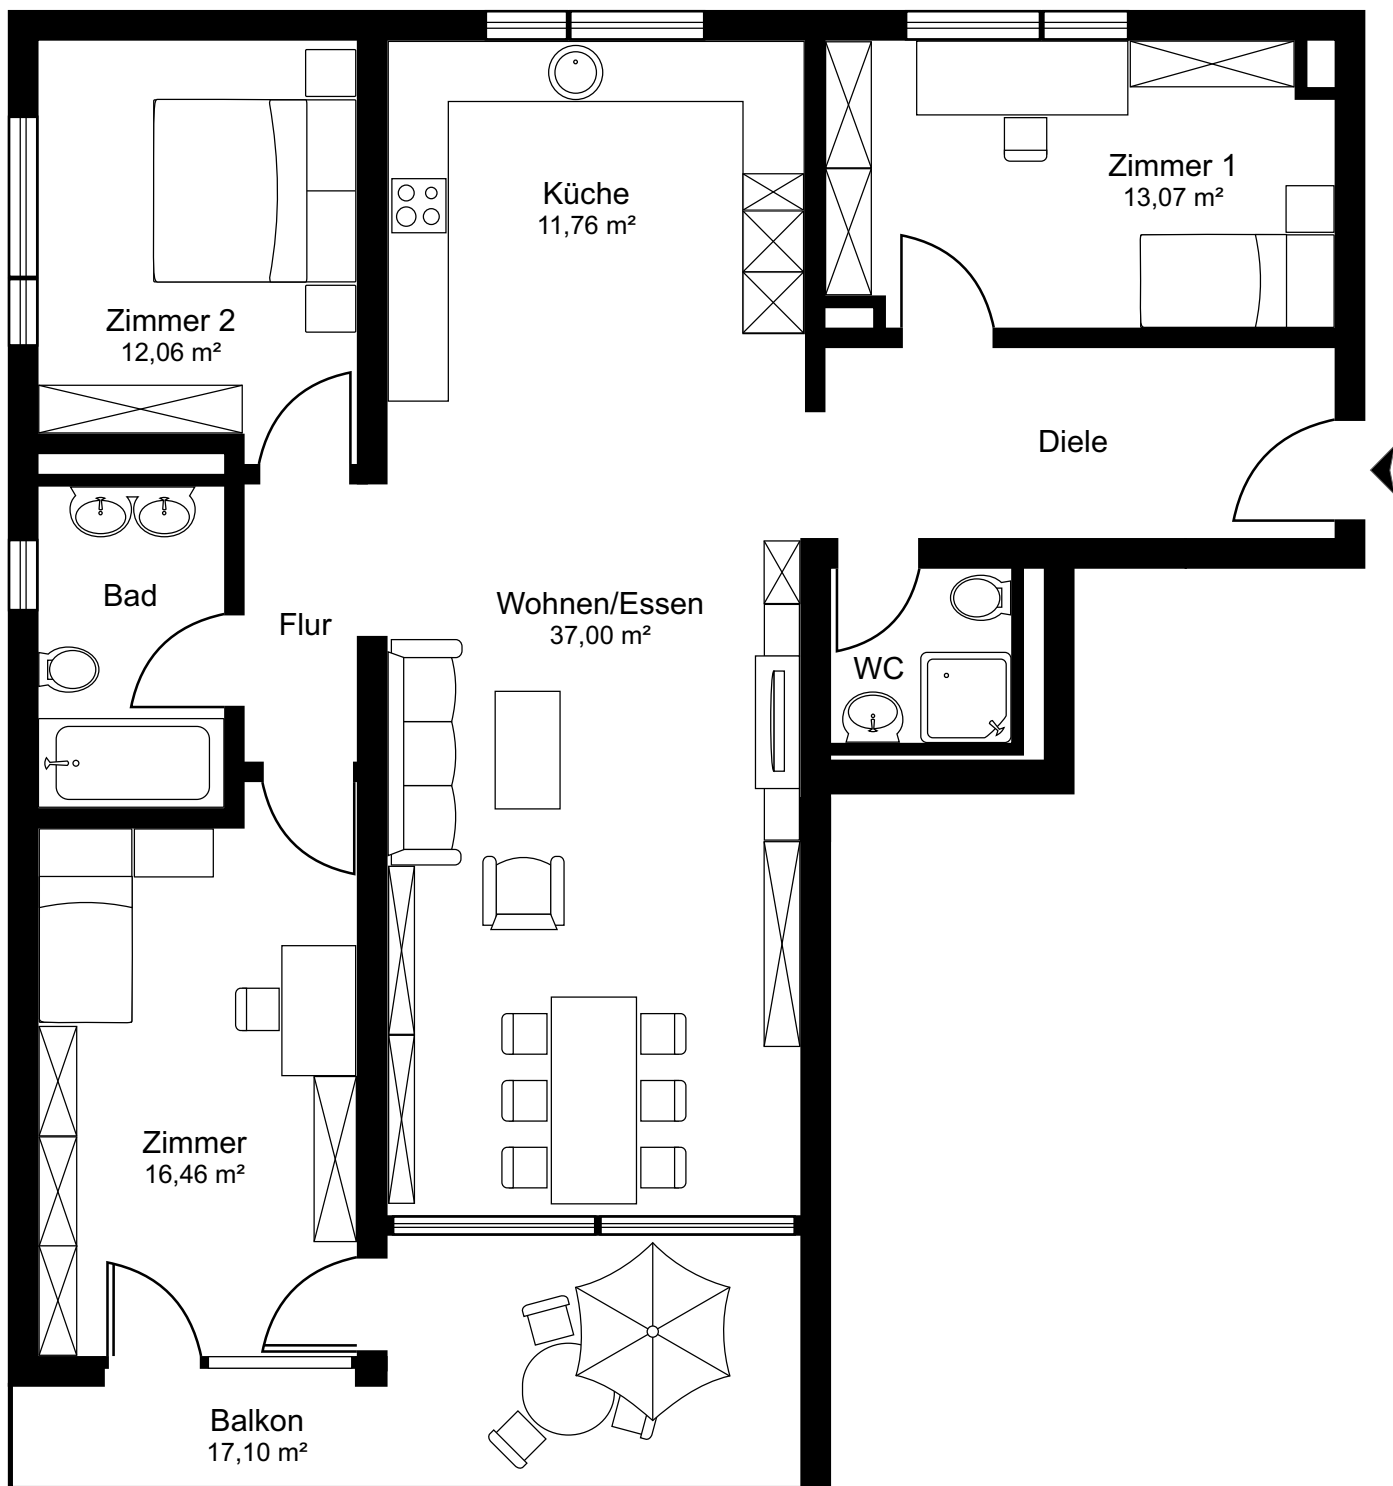 Küche
11,76 m²
Zimmer 1
13,07 m²
Zimmer 2
12,06 m²
Diele
Bad
Flur
Wohnen/Essen
37,00 m²
WC
Zimmer
16,46 m²
Balkon
17,10 m²